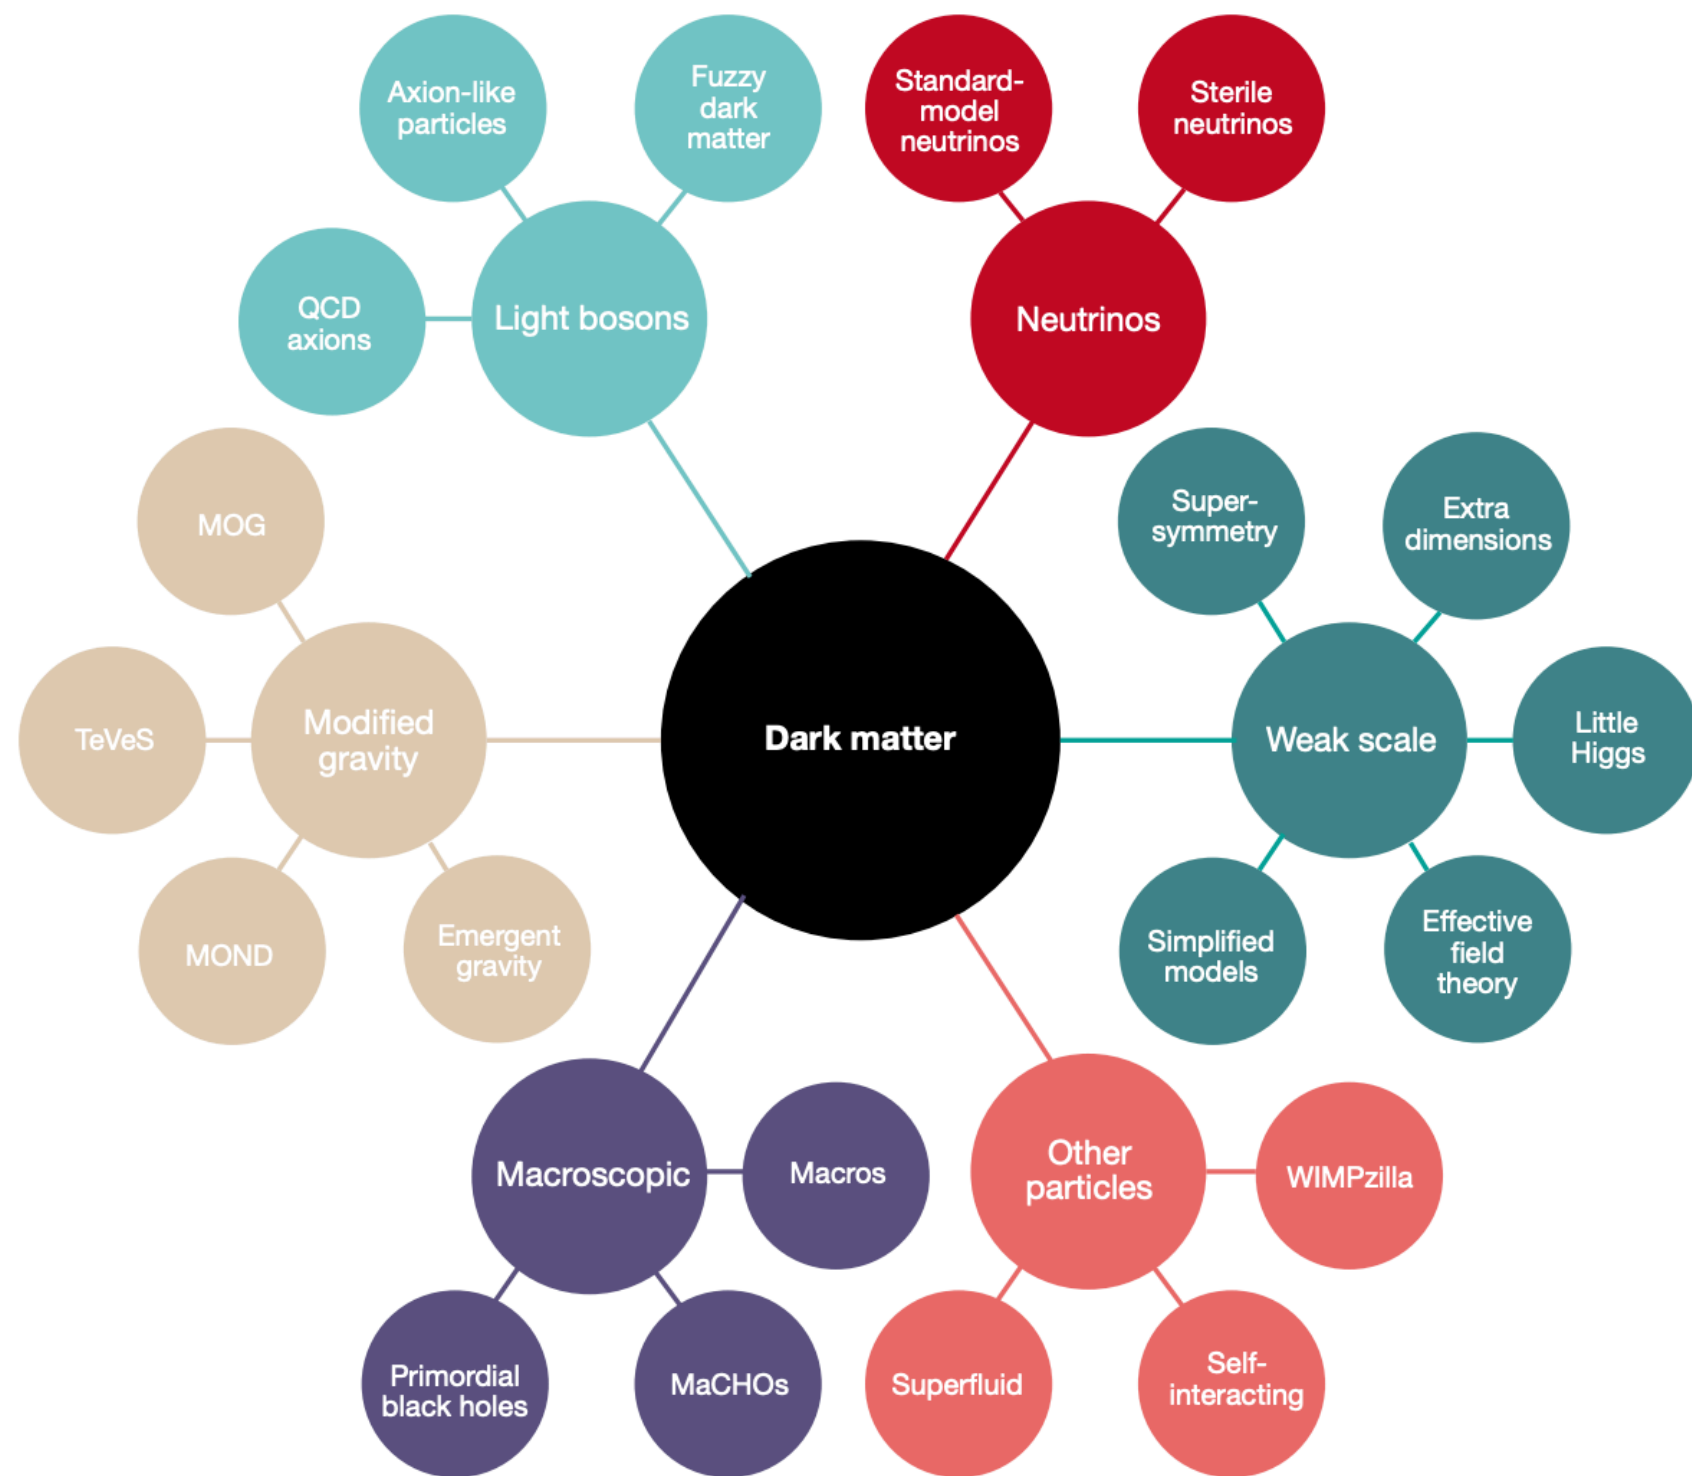 Axion-like
particles
Fuzzy
dark
matter
Standard-
model
neutrinos
Sterile
neutrinos
QCD
axions
Light bosons
Neutrinos
MOG
Super-
symmetry
Extra
dimensions
TeVeS
Modified
gravity
Dark matter
Weak scale
Little
Higgs
MOND
Emergent
gravity
Simplified
models
Effective
field
theory
Macroscopic
Macros
Other
particles
WIMPzilla
Primordial
black holes
MaCHOs
Superfluid
Self-
interacting